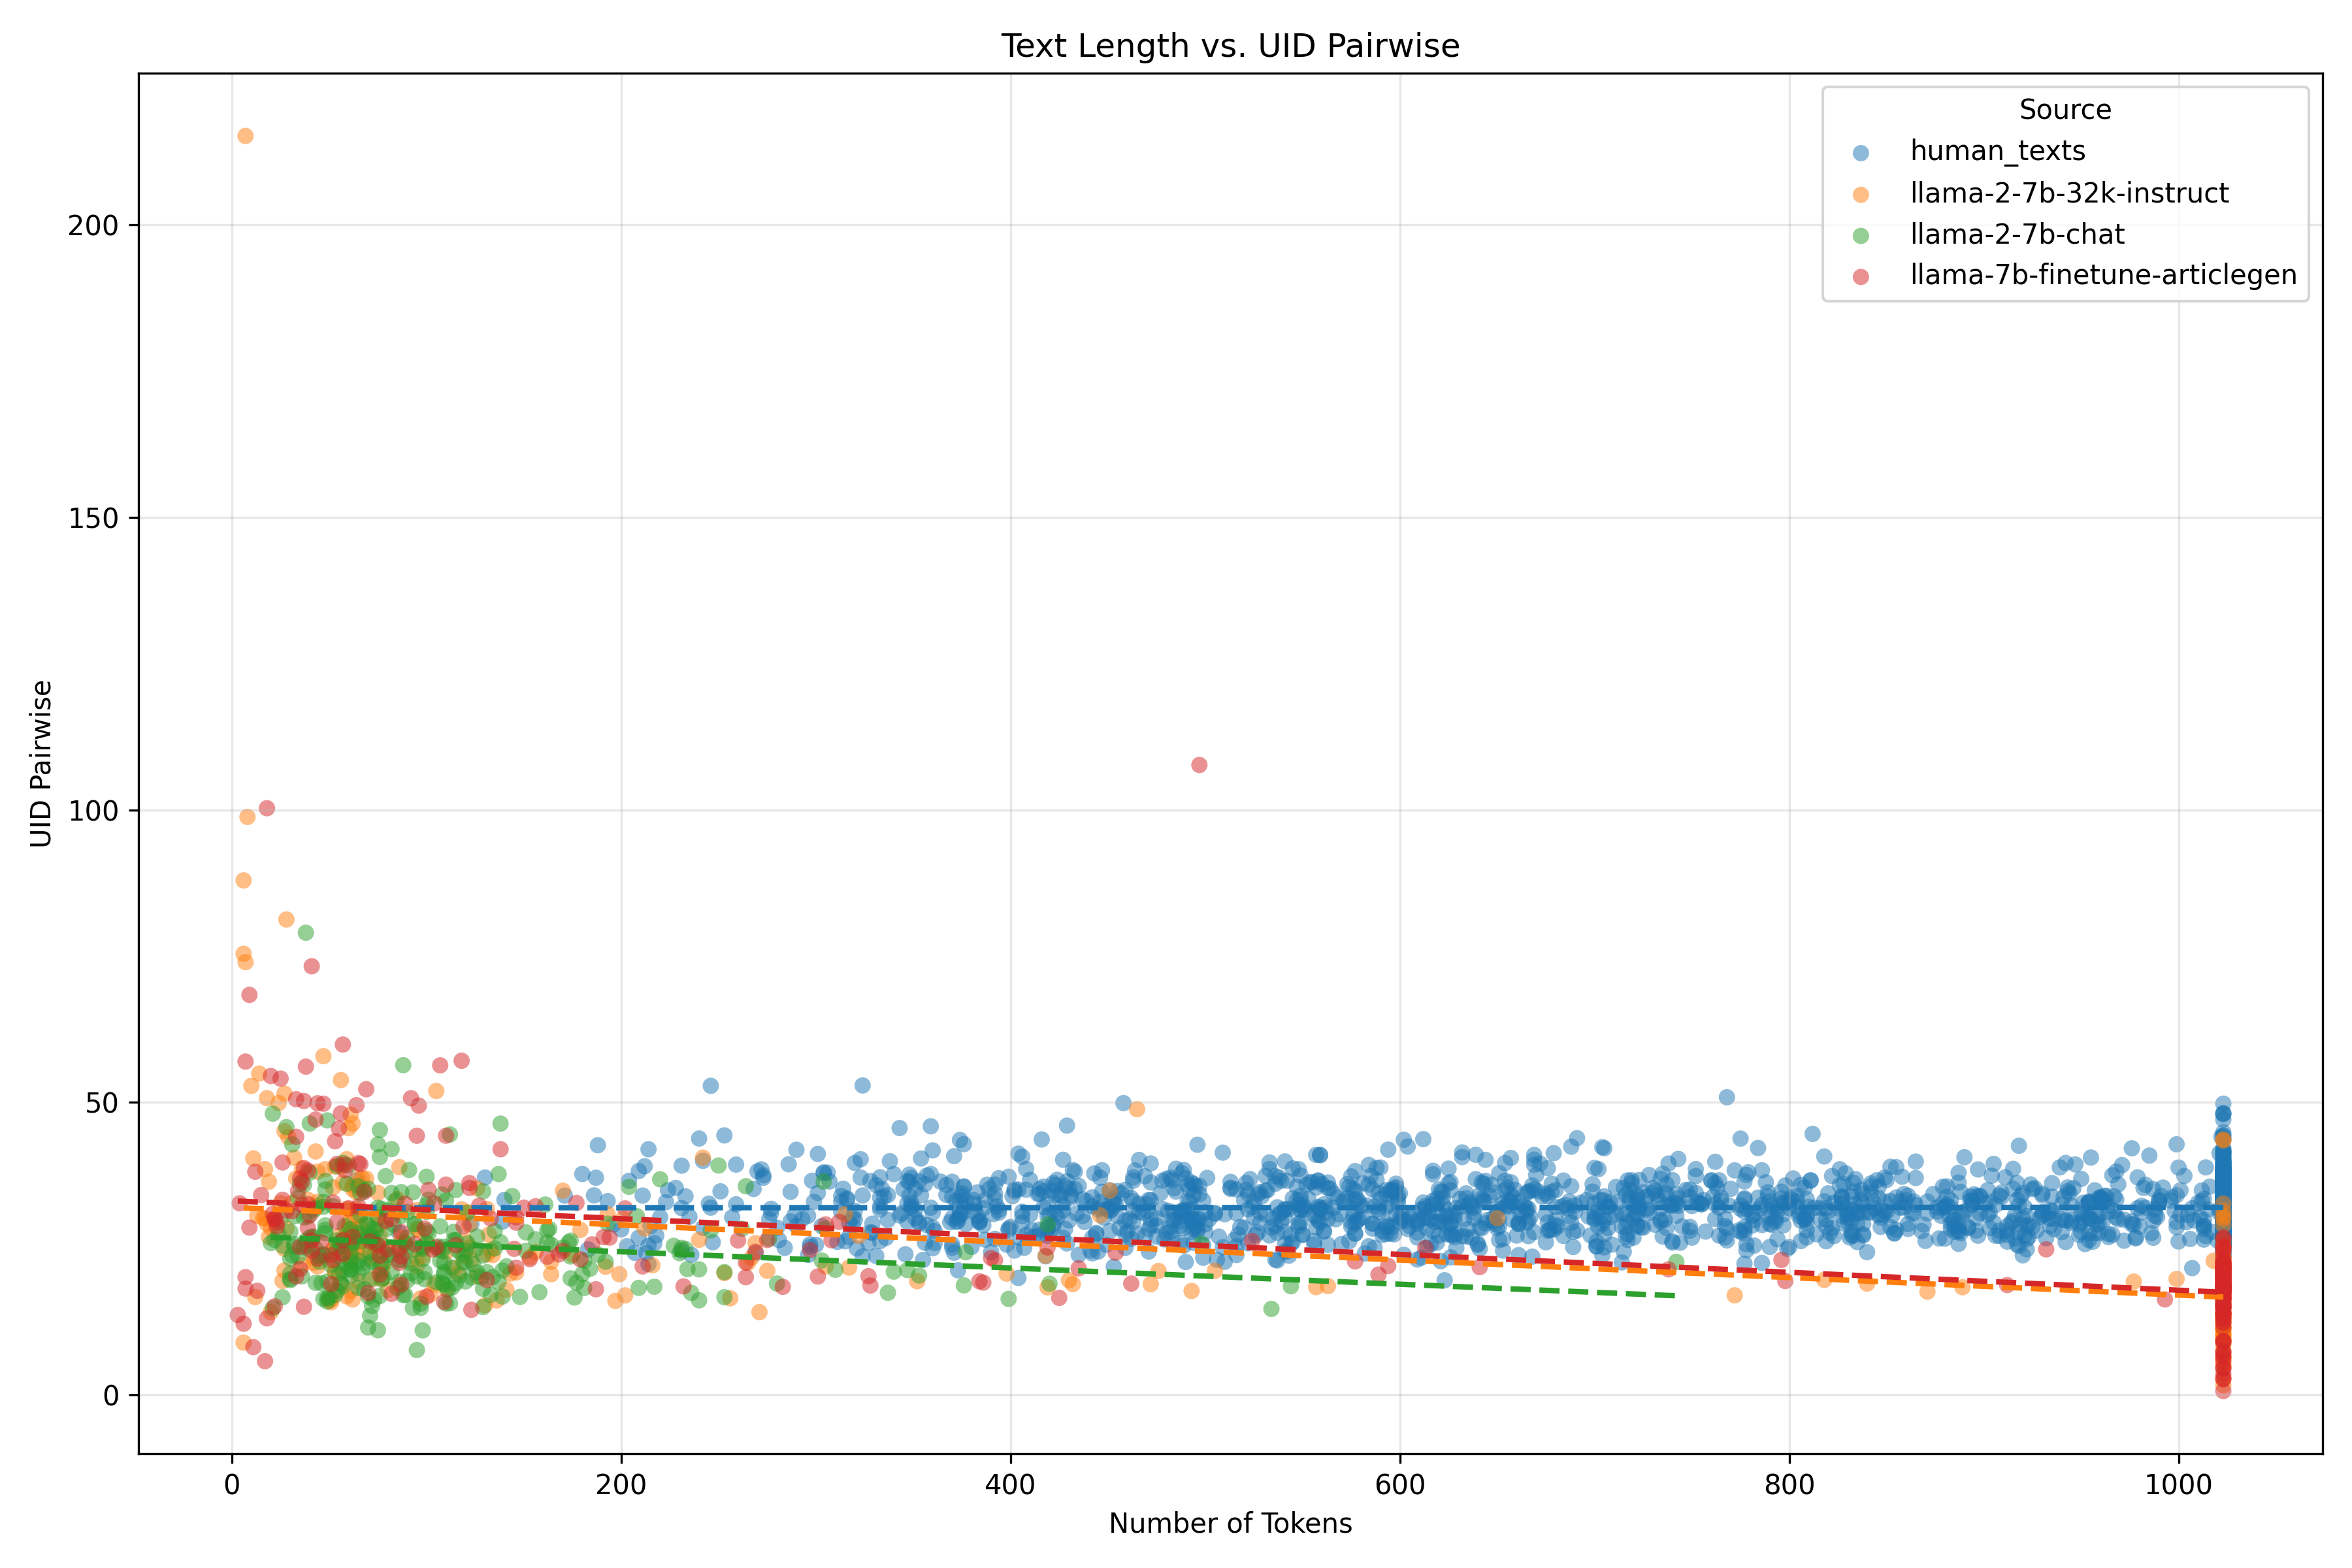 Text Length vs. UID Pairwise
Source
human_texts
llama-2-7b-32k-instruct
llama-2-7b-chat
llama-7b-finetune-articlegen
UID Pairwise
200
150
100
50
0
0 200 400 600 800 1000
Number of Tokens